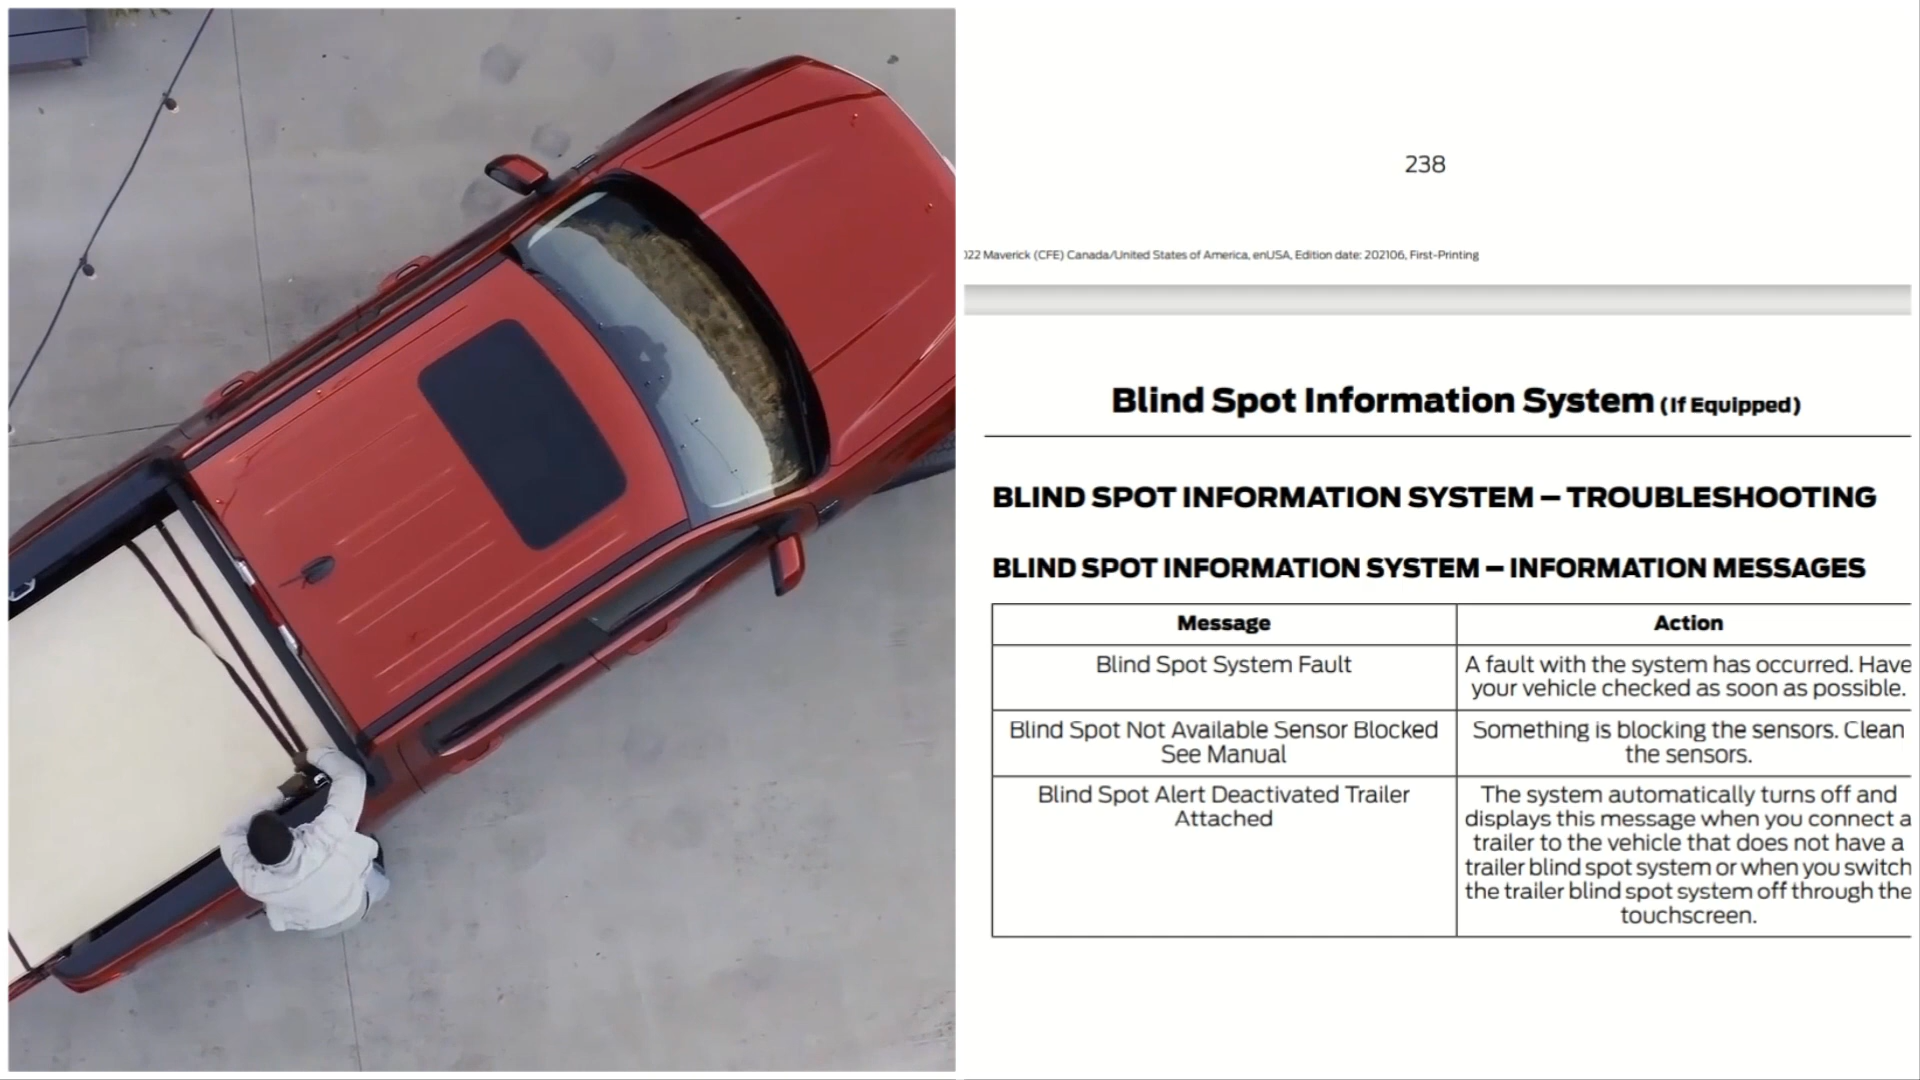 238
022 Maverick (CFE) Canada/United States of America, enUSA, Edition date: 202106, First-Printing
Blind Spot Information System (If Equipped)
BLIND SPOT INFORMATION SYSTEM – TROUBLESHOOTING
BLIND SPOT INFORMATION SYSTEM – INFORMATION MESSAGES
Message
Action
Blind Spot System Fault
A fault with the system has occurred. Have
your vehicle checked as soon as possible.
Blind Spot Not Available Sensor Blocked
See Manual
Something is blocking the sensors. Clean
the sensors.
Blind Spot Alert Deactivated Trailer
Attached
The system automatically turns off and
displays this message when you connect a
trailer to the vehicle that does not have a
trailer blind spot system or when you switch
the trailer blind spot system off through the
touchscreen.